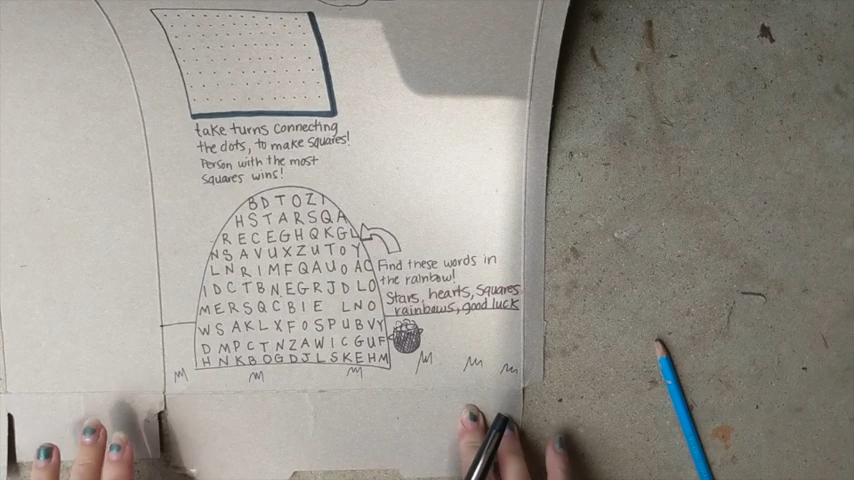 take turns connecting
the dots, to make squares!
Person with the most
squares wins!
BDTOZI
HSTARSQA
RECEGHQKGL
NSAVUXZUTOY
LNRIMFQAUOAC
IDCTBNEGRJDLO
MERSQCBIE LNO
WSAKLXFOSPUBVY
DMPCTNZAWICGUF
HNKBOGDJLSKEHM
Find these words in
the rainbow!
Stars, hearts, squares
rainbows, good luck